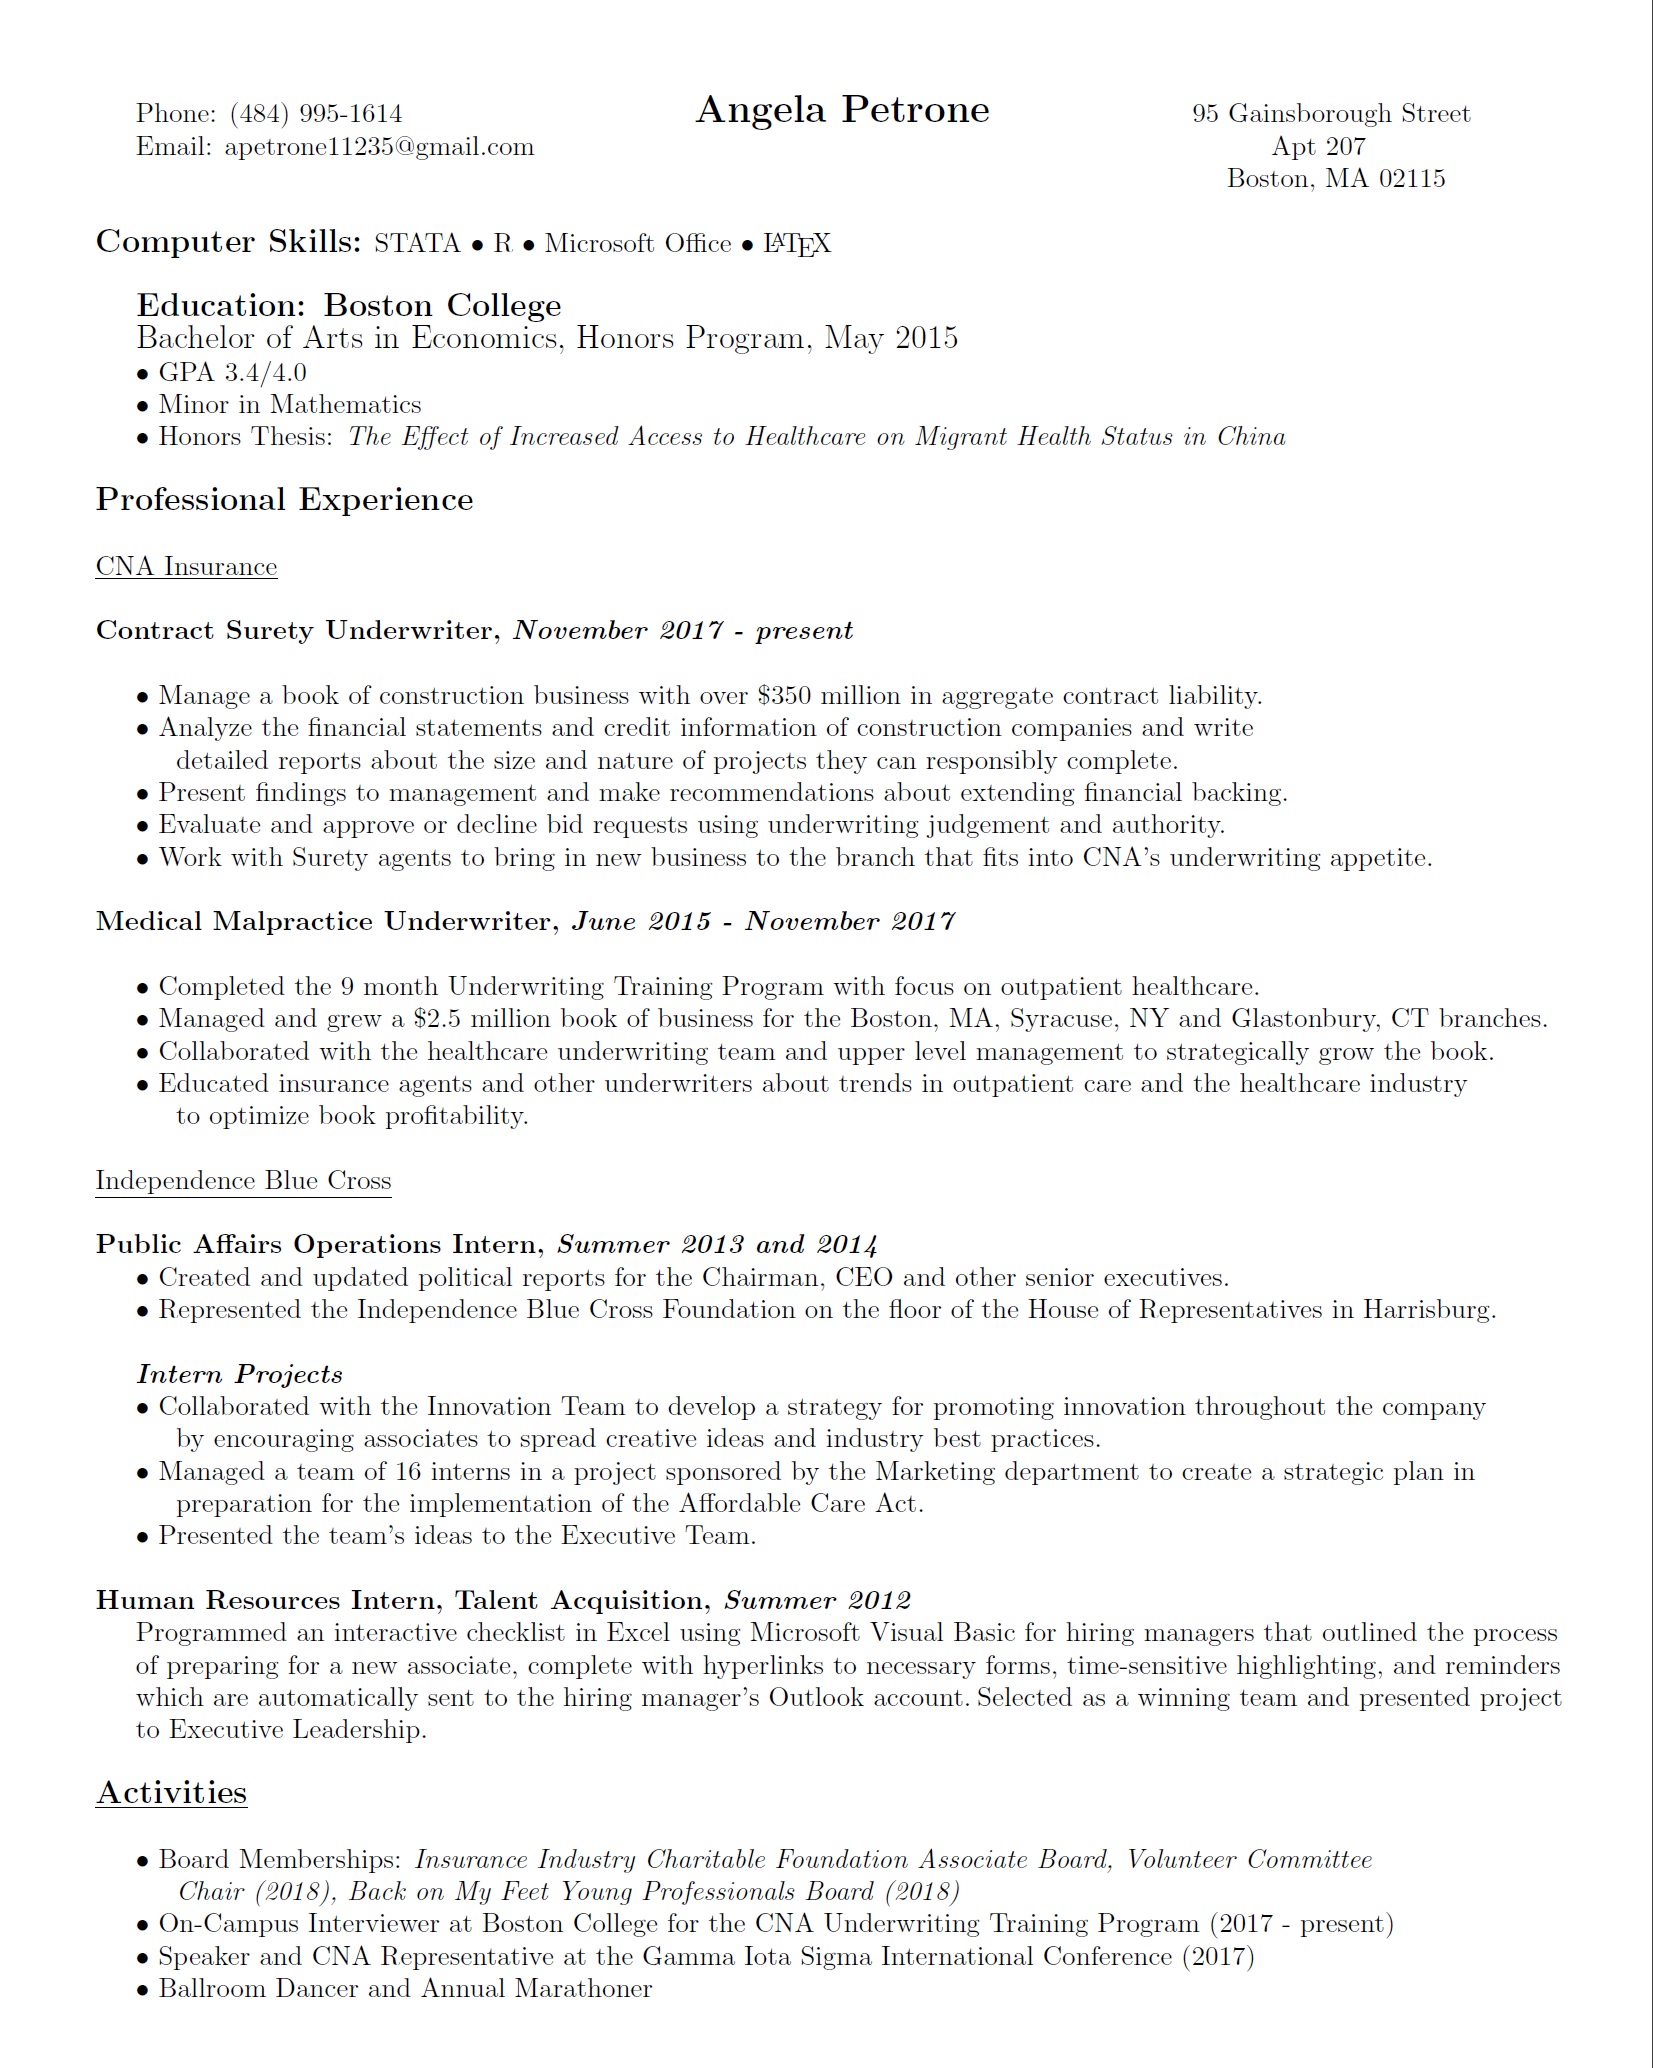 Phone: (484) 995-1614 Angela Petrone 95 Gainsborough Street
Email: apetrone11235@gmail.com Apt 207
Boston, MA 02115
Computer Skills: STATA • R • Microsoft Office • LATEX
Education: Boston College
Bachelor of Arts in Economics, Honors Program, May 2015
• GPA 3.4/4.0
• Minor in Mathematics
• Honors Thesis: The Effect of Increased Access to Healthcare on Migrant Health Status in China
Professional Experience
CNA Insurance
Contract Surety Underwriter, November 2017 - present
• Manage a book of construction business with over $350 million in aggregate contract liability.
• Analyze the financial statements and credit information of construction companies and write
detailed reports about the size and nature of projects they can responsibly complete.
• Present findings to management and make recommendations about extending financial backing.
• Evaluate and approve or decline bid requests using underwriting judgement and authority.
• Work with Surety agents to bring in new business to the branch that fits into CNA's underwriting appetite.
Medical Malpractice Underwriter, June 2015 - November 2017
• Completed the 9 month Underwriting Training Program with focus on outpatient healthcare.
• Managed and grew a $2.5 million book of business for the Boston, MA, Syracuse, NY and Glastonbury, CT branches.
• Collaborated with the healthcare underwriting team and upper level management to strategically grow the book.
• Educated insurance agents and other underwriters about trends in outpatient care and the healthcare industry
to optimize book profitability.
Independence Blue Cross
Public Affairs Operations Intern, Summer 2013 and 2014
• Created and updated political reports for the Chairman, CEO and other senior executives.
• Represented the Independence Blue Cross Foundation on the floor of the House of Representatives in Harrisburg.
Intern Projects
• Collaborated with the Innovation Team to develop a strategy for promoting innovation throughout the company
by encouraging associates to spread creative ideas and industry best practices.
• Managed a team of 16 interns in a project sponsored by the Marketing department to create a strategic plan in
preparation for the implementation of the Affordable Care Act.
• Presented the team's ideas to the Executive Team.
Human Resources Intern, Talent Acquisition, Summer 2012
Programmed an interactive checklist in Excel using Microsoft Visual Basic for hiring managers that outlined the process
of preparing for a new associate, complete with hyperlinks to necessary forms, time-sensitive highlighting, and reminders
which are automatically sent to the hiring manager's Outlook account. Selected as a winning team and presented project
to Executive Leadership.
Activities
• Board Memberships: Insurance Industry Charitable Foundation Associate Board, Volunteer Committee
Chair (2018), Back on My Feet Young Professionals Board (2018)
• On-Campus Interviewer at Boston College for the CNA Underwriting Training Program (2017 - present)
• Speaker and CNA Representative at the Gamma Iota Sigma International Conference (2017)
• Ballroom Dancer and Annual Marathoner